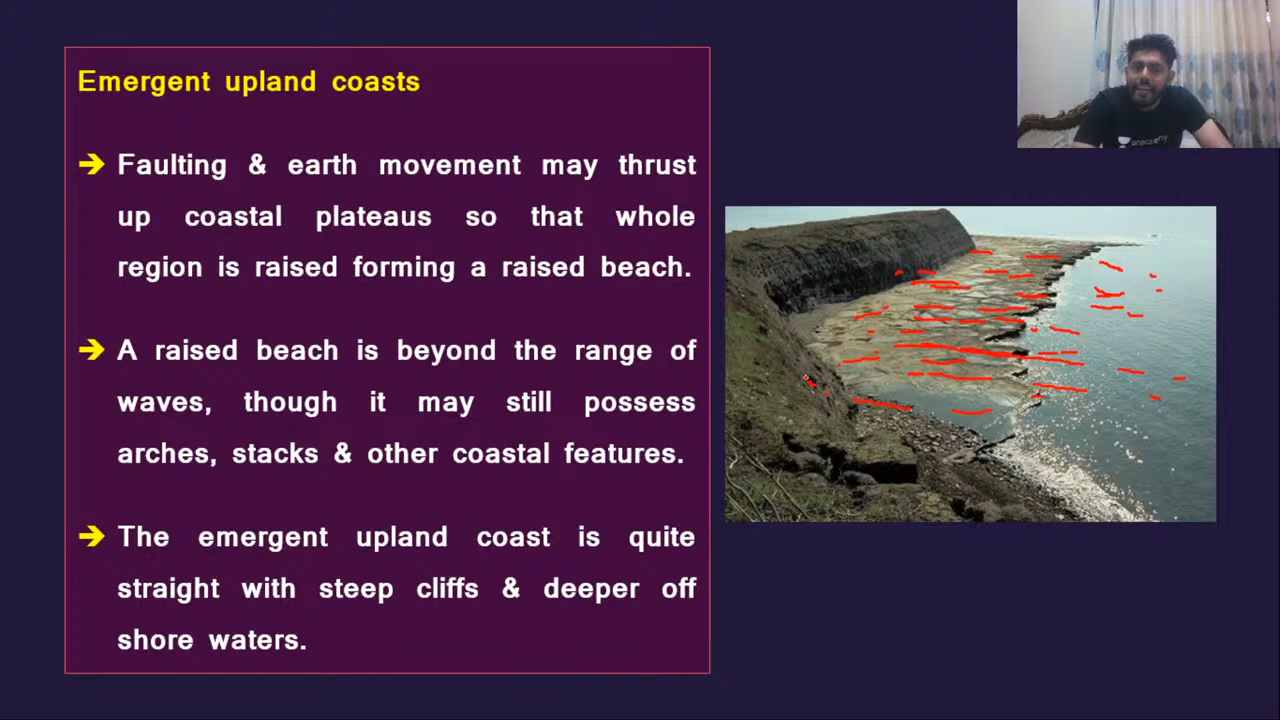 Emergent upland coasts
➔ Faulting & earth movement may thrust
up coastal plateaus so that whole
region is raised forming a raised beach.
➔ A raised beach is beyond the range of
waves, though it may still possess
arches, stacks & other coastal features.
➔ The emergent upland coast is quite
straight with steep cliffs & deeper off
shore waters.
unacademy